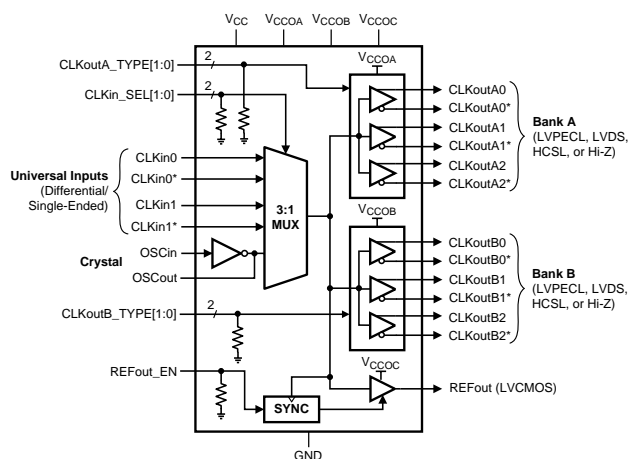 VCC
VCCOA
VCCOB
VCCOC
CLKoutA_TYPE[1:0]
2
CLKin_SEL[1:0]
2
Universal Inputs
(Differential/
Single-Ended)
CLKin0
CLKin0*
CLKin1
CLKin1*
Crystal
OSCin
OSCout
3:1
MUX
CLKoutB_TYPE[1:0]
2
REFout_EN
SYNC
VCCOA
CLKoutA0
CLKoutA0*
CLKoutA1
CLKoutA1*
CLKoutA2
CLKoutA2*
Bank A
(LVPECL, LVDS,
HCSL, or Hi-Z)
VCCOB
CLKoutB0
CLKoutB0*
CLKoutB1
CLKoutB1*
CLKoutB2
CLKoutB2*
Bank B
(LVPECL, LVDS,
HCSL, or Hi-Z)
VCCOC
REFout (LVCMOS)
GND